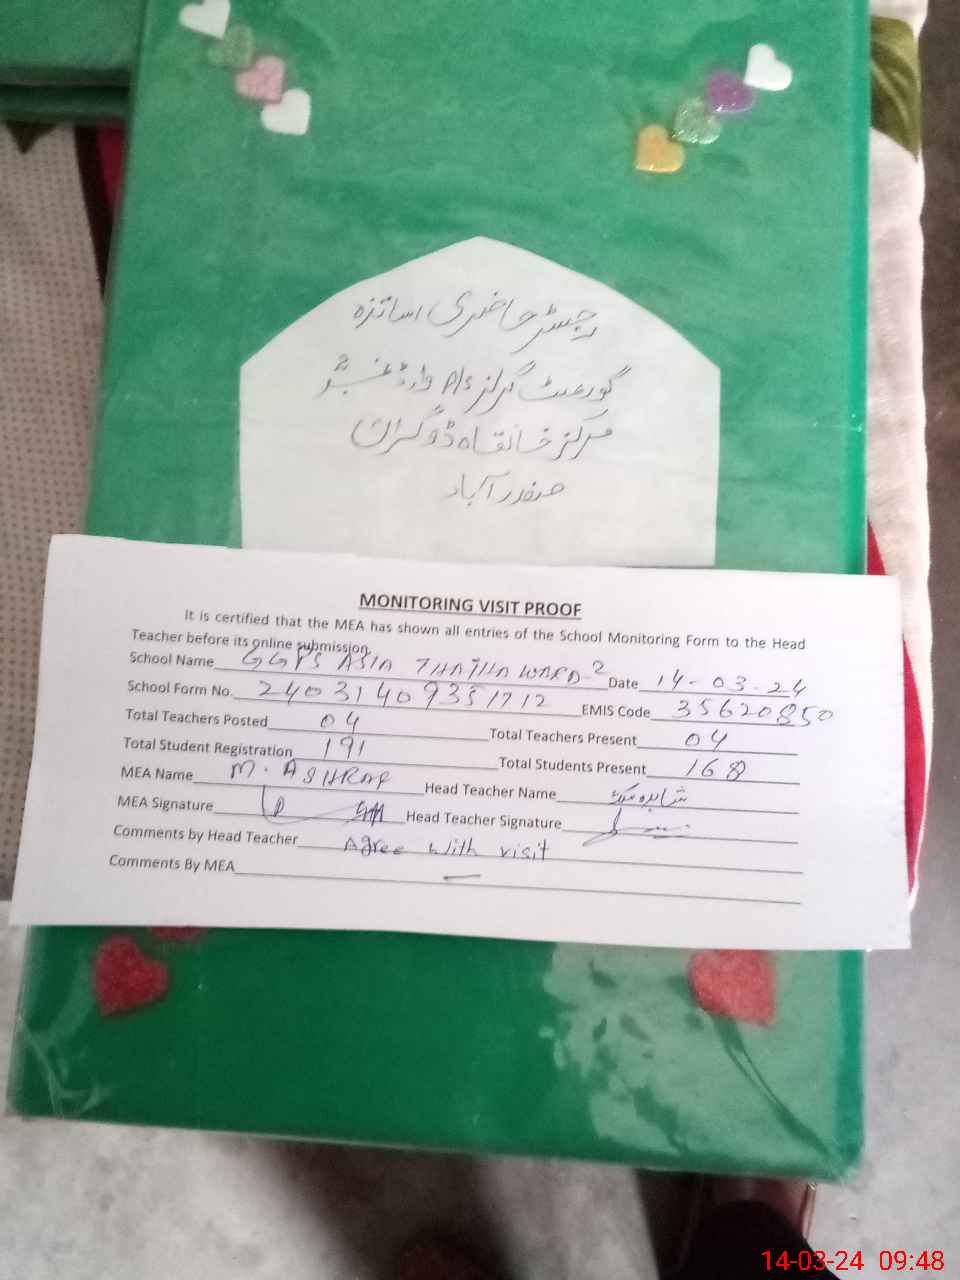 رجسٹر حاضری اساتزہ
گورنمنٹ گرلز P/S وارڈ نمبر
مرکز خانقاہ ڈوگراں
صفدر آباد
MONITORING VISIT PROOF
It is certified that the MEA has shown all entries of the School Monitoring Form to the Head
Teacher before its online submission.
School Name GGPS ASIA THATHA WARD-2 Date 14-03-24
School Form No. 24031409351712 EMIS Code 35620850
Total Teachers Posted 04 Total Teachers Present 04
Total Student Registration 191 Total Students Present 168
MEA Name M. ASHRAF Head Teacher Name
MEA Signature Head Teacher Signature
Comments by Head Teacher Agree with visit
Comments By MEA —
14-03-24 09:48